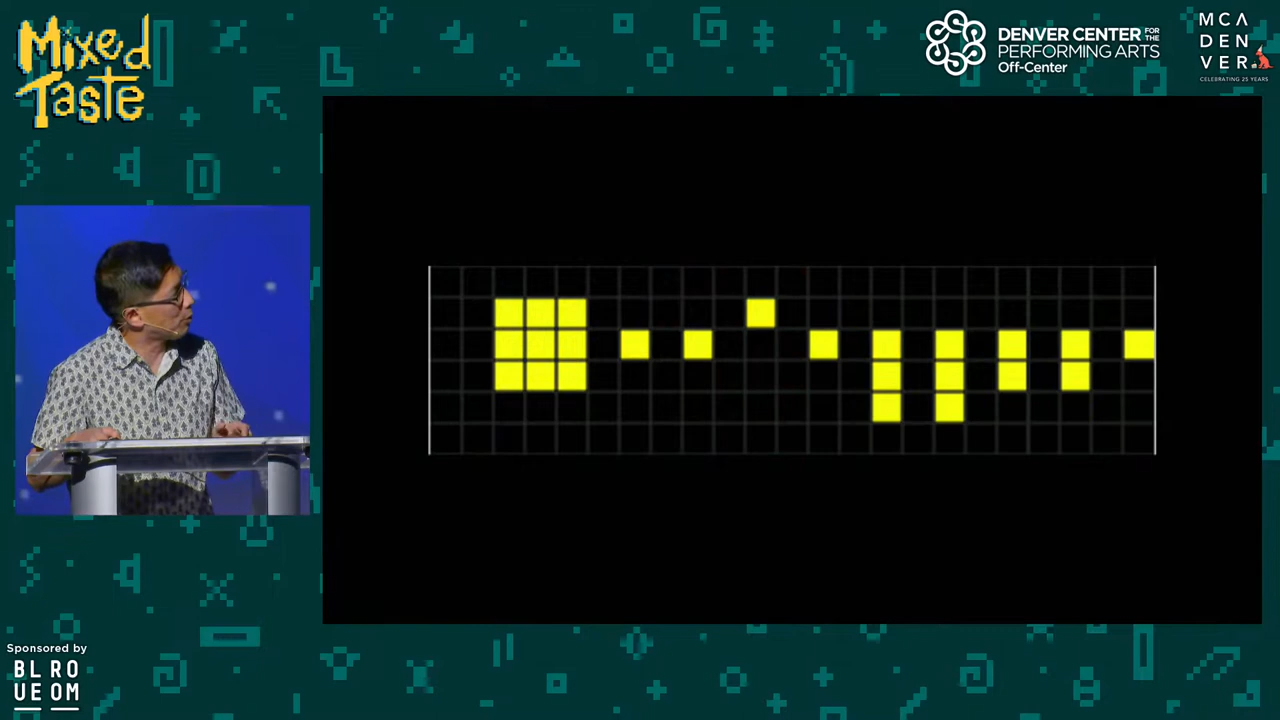 Mixed
Taste
DENVER CENTER FOR THE
PERFORMING ARTS
Off-Center
MCA
DEN
VER
CELEBRATING 25 YEARS
Sponsored by
BL RO
UE OM